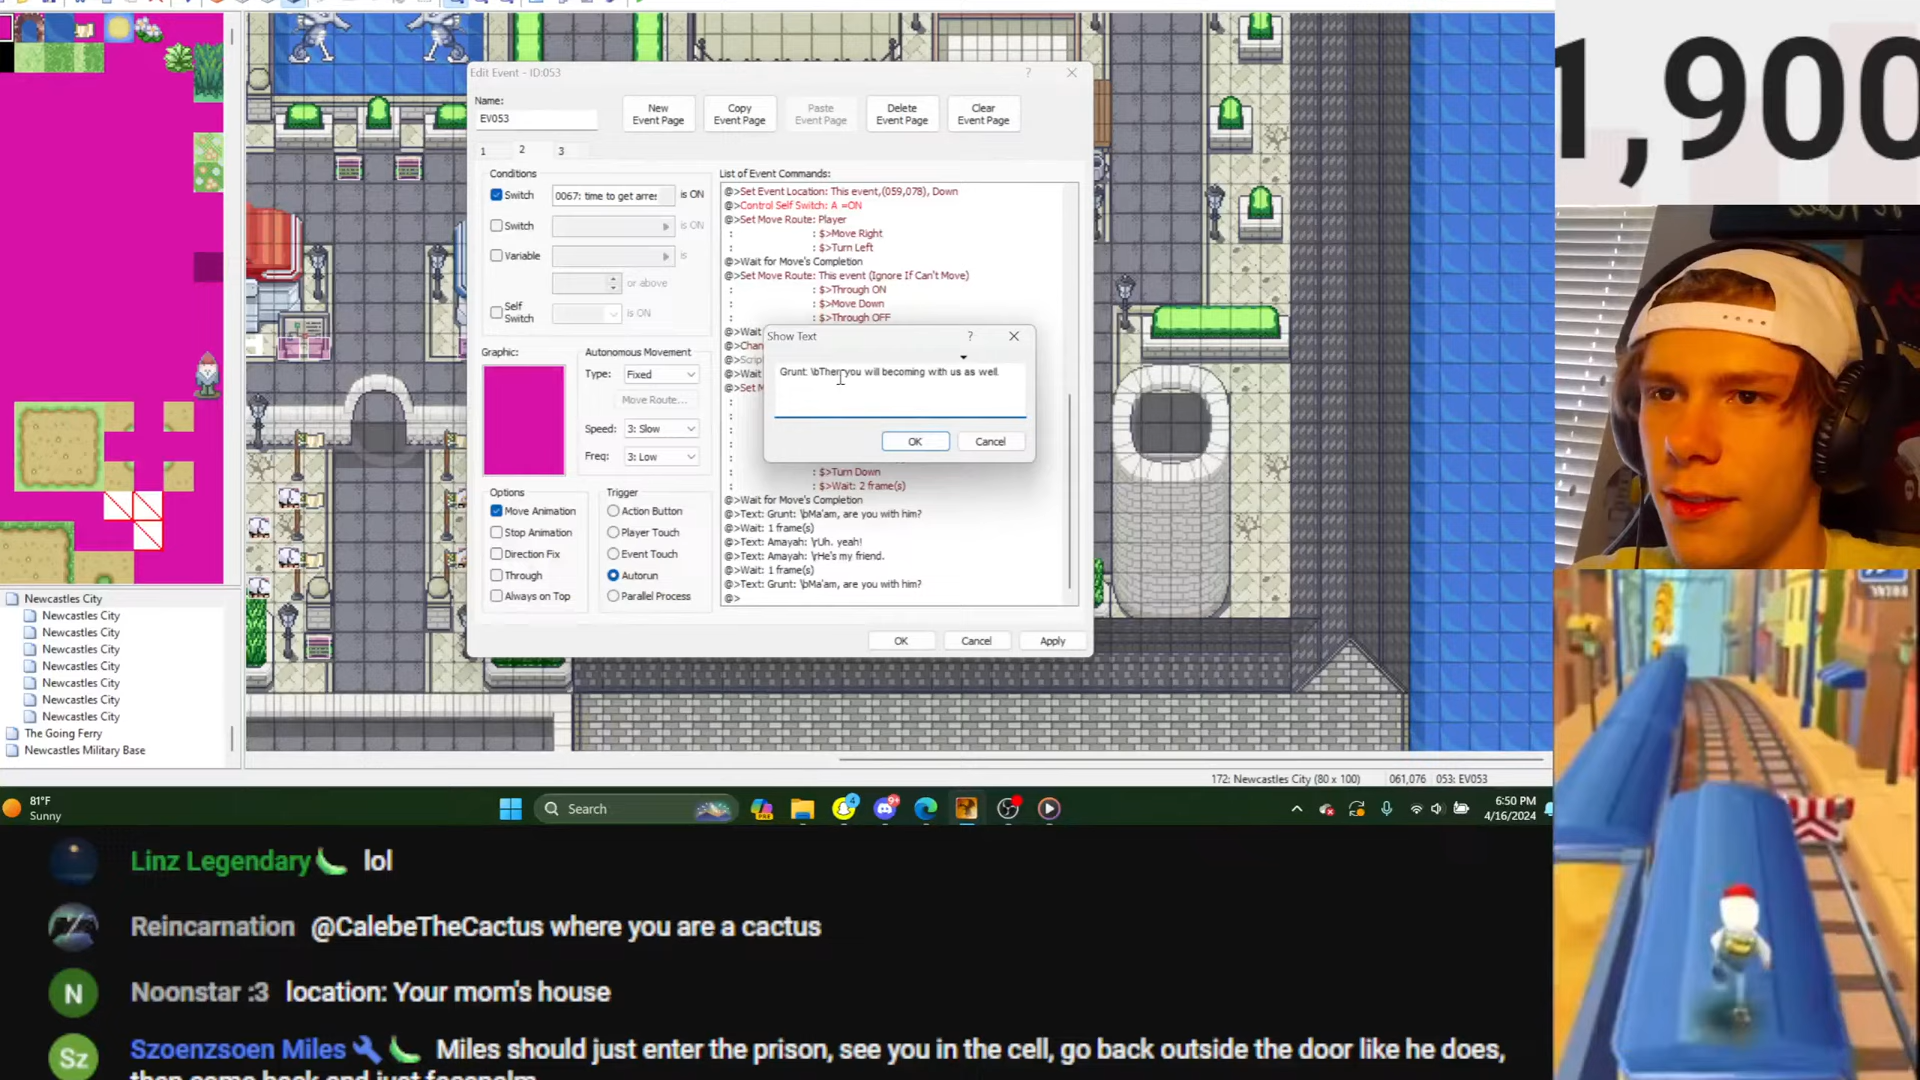 1,900
Edit Event - ID:053
?
Name:
EV053
New
Event Page
Copy
Event Page
Paste
Event Page
Delete
Event Page
Clear
Event Page
1
2
3
Conditions
Switch
0067: time to get arres
is ON
Switch
is ON
Variable
is
or above
Self
Switch
is ON
Graphic:
Autonomous Movement
Type:
Fixed
Move Route...
Speed:
3: Slow
Freq:
3: Low
Options
Move Animation
Stop Animation
Direction Fix
Through
Always on Top
Trigger
Action Button
Player Touch
Event Touch
Autorun
Parallel Process
List of Event Commands:
@>Set Event Location: This event,(059,078), Down
@>Control Self Switch: A =ON
@>Set Move Route: Player
: : $>Move Right
: : $>Turn Left
@>Wait for Move's Completion
@>Set Move Route: This event (Ignore If Can't Move)
: : $>Through ON
: : $>Move Down
: : $>Through OFF
@>Wait
@>Chan
@>Scrip
@>Wait
@>Set M
: : $>Turn Down
: : $>Wait: 2 frame(s)
@>Wait for Move's Completion
@>Text: Grunt: \bMa'am, are you with him?
@>Wait: 1 frame(s)
@>Text: Amayah: \rUh. yeah!
@>Text: Amayah: \rHe's my friend.
@>Wait: 1 frame(s)
@>Text: Grunt: \bMa'am, are you with him?
@>
Show Text
?
Grunt: \bThen you will becoming with us as well.
OK
Cancel
OK
Cancel
Apply
Newcastles City
Newcastles City
Newcastles City
Newcastles City
Newcastles City
Newcastles City
Newcastles City
Newcastles City
The Going Ferry
Newcastles Military Base
172: Newcastles City (80 x 100)
061,076
053: EV053
81°F
Sunny
Search
6:50 PM
4/16/2024
Linz Legendary lol
Reincarnation @CalebeTheCactus where you are a cactus
N
Noonstar :3 location: Your mom's house
Sz
Szoenzsoen Miles Miles should just enter the prison, see you in the cell, go back outside the door like he does,
then come back and just facepalm